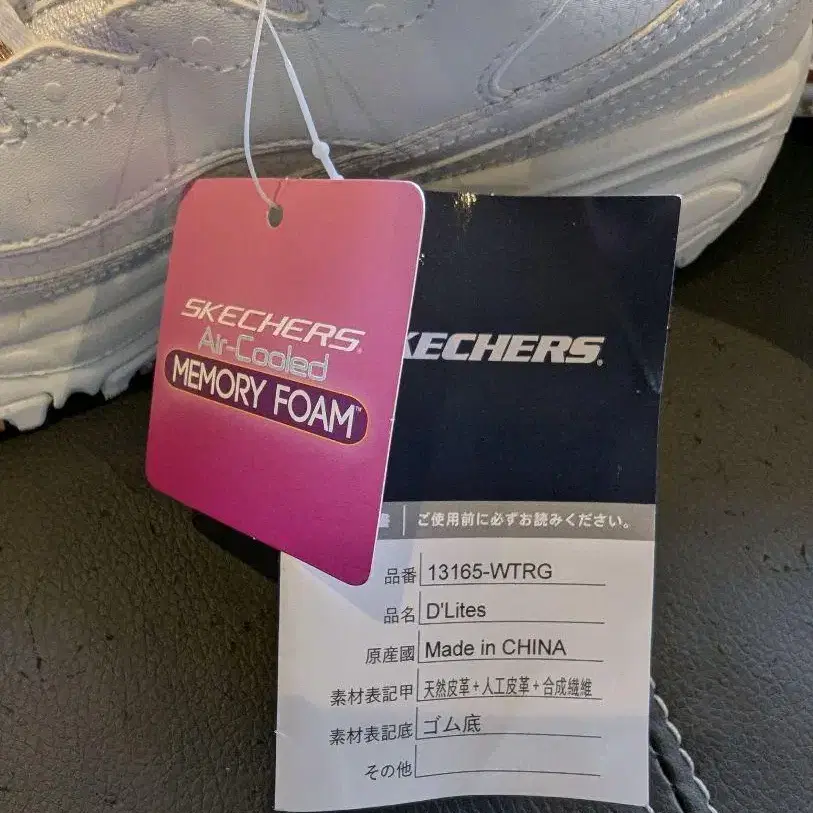 SKECHERS
Air-Cooled
MEMORY FOAM™
KECHERS®
書 ご使用前に必ずお読みください。
品番 13165-WTRG
品名 D'Lites
原産國 Made in CHINA
素材表記甲 天然皮革+人工皮革+合成繊維
素材表記底 ゴム底
その他